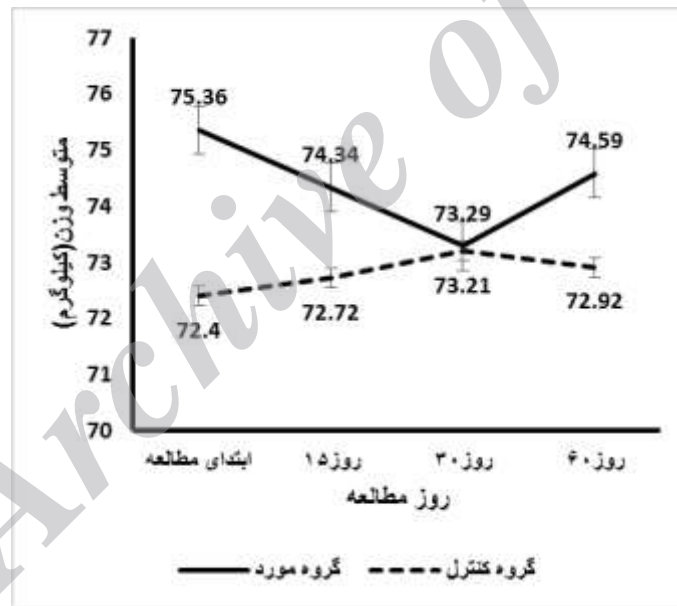 77
76
75
74
73
72
71
70
متوسط وزن(کیلوگرم)
75.36
74.34
73.29
74.59
72.4
72.72
73.21
72.92
ابتدای مطالعه
روز۱۵
روز۳۰
روز۶۰
روز مطالعه
گروه مورد
گروه کنترل
Archive of